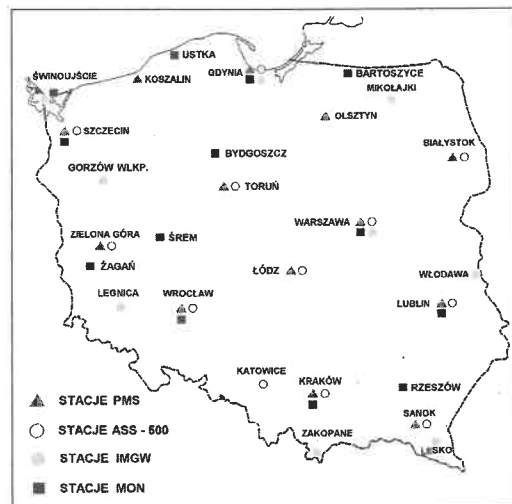 USTKA
ŚWINOUJŚCIE
KOSZALIN
GDYNIA
BARTOSZYCE
MIKOŁAJKI
OLSZTYN
SZCZECIN
BIAŁYSTOK
BYDGOSZCZ
GORZÓW WLKP.
TORUŃ
WARSZAWA
ZIELONA GÓRA
ŚREM
ŻAGAŃ
ŁÓDZ
WŁODAWA
LEGNICA
WROCŁAW
LUBLIN
KATOWICE
KRAKÓW
RZESZÓW
SANOK
ZAKOPANE
LESKO
STACJE PMS
STACJE ASS - 500
STACJE IMGW
STACJE MON